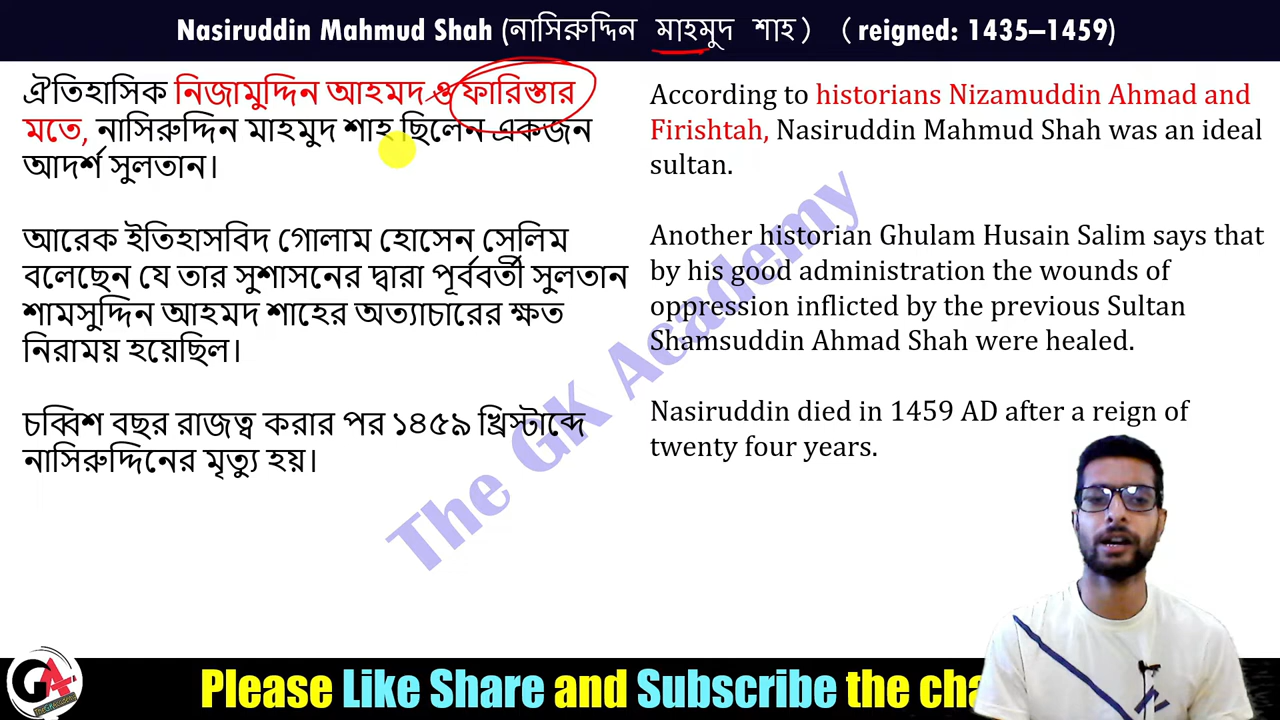 Nasiruddin Mahmud Shah (নাসিরুদ্দিন মাহমুদ শাহ) ( reigned: 1435–1459)
ঐতিহাসিক নিজামুদ্দিন আহমদ ও ফারিস্তার
মতে, নাসিরুদ্দিন মাহমুদ শাহ ছিলেন একজন
আদর্শ সুলতান।
আরেক ইতিহাসবিদ গোলাম হোসেন সেলিম
বলেছেন যে তার সুশাসনের দ্বারা পূর্ববর্তী সুলতান
শামসুদ্দিন আহমদ শাহের অত্যাচারের ক্ষত
নিরাময় হয়েছিল।
চব্বিশ বছর রাজত্ব করার পর ১৪৫৯ খ্রিস্টাব্দে
নাসিরুদ্দিনের মৃত্যু হয়।
According to historians Nizamuddin Ahmad and
Firishtah, Nasiruddin Mahmud Shah was an ideal
sultan.
Another historian Ghulam Husain Salim says that
by his good administration the wounds of
oppression inflicted by the previous Sultan
Shamsuddin Ahmad Shah were healed.
Nasiruddin died in 1459 AD after a reign of
twenty four years.
The GK Academy
Please Like Share and Subscribe the cha